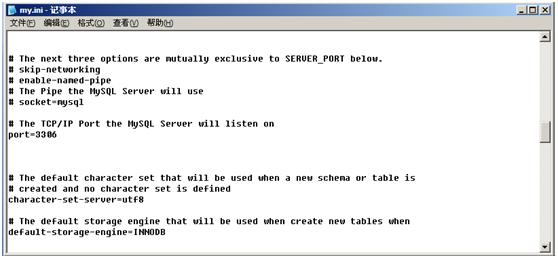 my.ini - 记事本
文件(F) 编辑(E) 格式(O) 查看(V) 帮助(H)
# The next three options are mutually exclusive to SERVER_PORT below.
# skip-networking
# enable-named-pipe
# The Pipe the MySQL Server will use
# socket=mysql
# The TCP/IP Port the MySQL Server will listen on
port=3306
# The default character set that will be used when a new schema or table is
# created and no character set is defined
character-set-server=utf8
# The default storage engine that will be used when create new tables when
default-storage-engine=INNODB